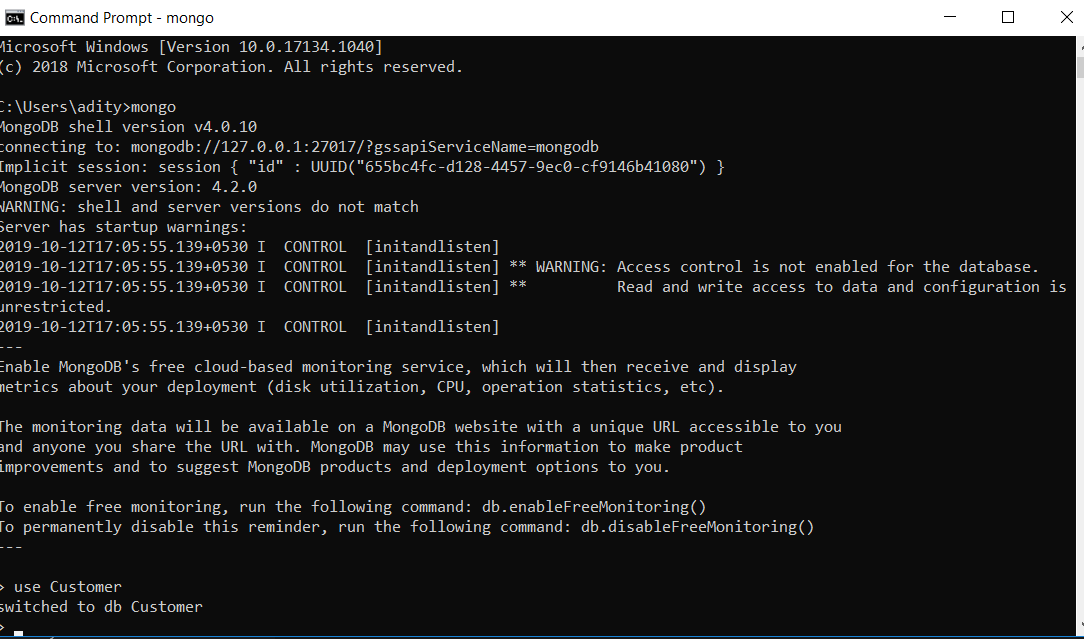 Command Prompt - mongo
Microsoft Windows [Version 10.0.17134.1040]
(c) 2018 Microsoft Corporation. All rights reserved.
C:\Users\adity>mongo
MongoDB shell version v4.0.10
connecting to: mongodb://127.0.0.1:27017/?gssapiServiceName=mongodb
Implicit session: session { "id" : UUID("655bc4fc-d128-4457-9ec0-cf9146b41080") }
MongoDB server version: 4.2.0
WARNING: shell and server versions do not match
Server has startup warnings:
2019-10-12T17:05:55.139+0530 I  CONTROL  [initandlisten]
2019-10-12T17:05:55.139+0530 I  CONTROL  [initandlisten] ** WARNING: Access control is not enabled for the database.
2019-10-12T17:05:55.139+0530 I  CONTROL  [initandlisten] **          Read and write access to data and configuration is
unrestricted.
2019-10-12T17:05:55.139+0530 I  CONTROL  [initandlisten]
---
Enable MongoDB's free cloud-based monitoring service, which will then receive and display
metrics about your deployment (disk utilization, CPU, operation statistics, etc).
The monitoring data will be available on a MongoDB website with a unique URL accessible to you
and anyone you share the URL with. MongoDB may use this information to make product
improvements and to suggest MongoDB products and deployment options to you.
To enable free monitoring, run the following command: db.enableFreeMonitoring()
To permanently disable this reminder, run the following command: db.disableFreeMonitoring()
---
> use Customer
switched to db Customer
>